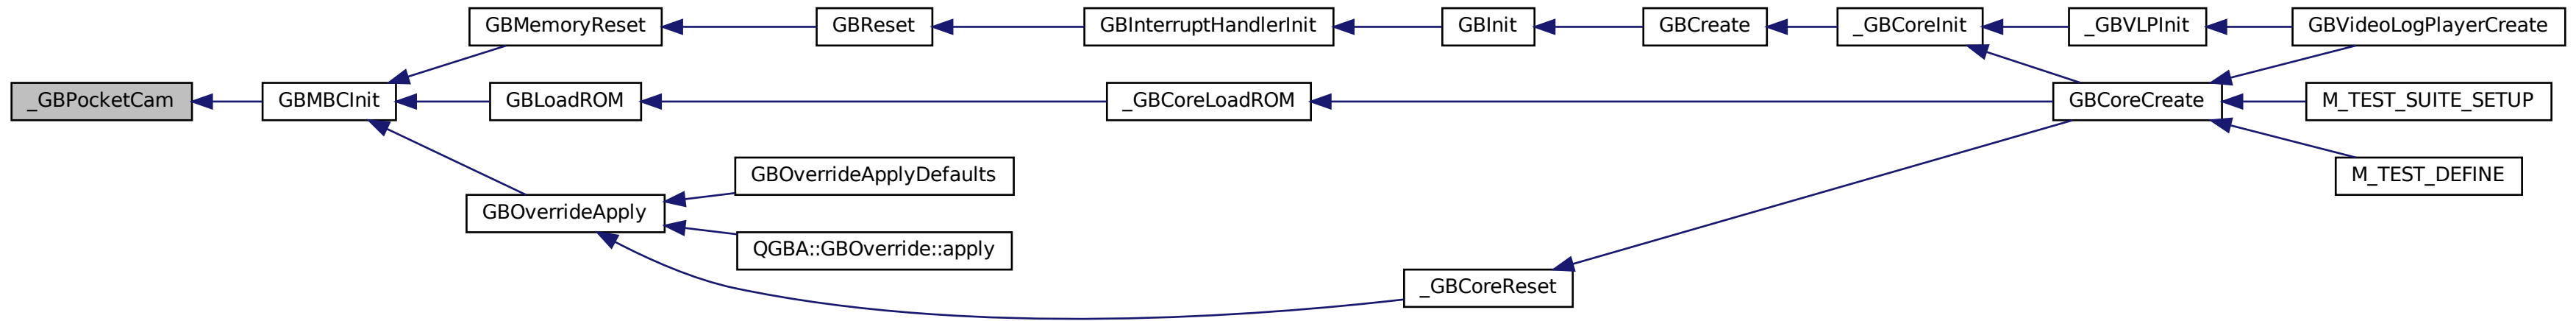 GBMemoryReset
GBReset
GBInterruptHandlerInit
GBInit
GBCreate
_GBCoreInit
_GBVLPInit
GBVideoLogPlayerCreate
_GBPocketCam
GBMBCInit
GBLoadROM
_GBCoreLoadROM
GBCoreCreate
M_TEST_SUITE_SETUP
GBOverrideApplyDefaults
M_TEST_DEFINE
GBOverrideApply
QGBA::GBOverride::apply
_GBCoreReset